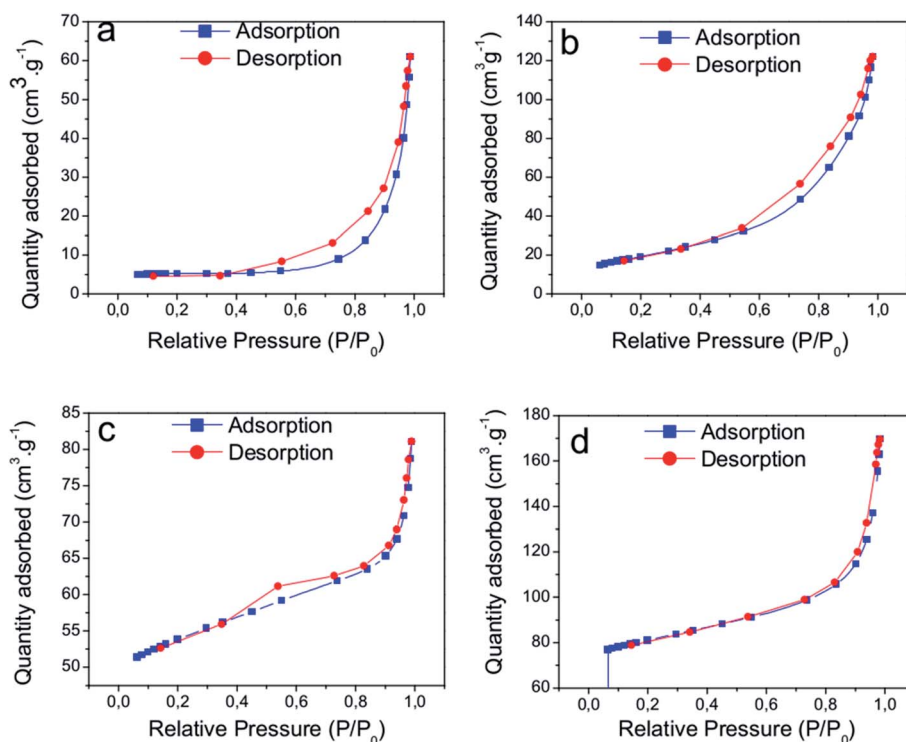 a
Adsorption
Desorption
Quantity adsorbed (cm³.g⁻¹)
70
60
50
40
30
20
10
0
0,0 0,2 0,4 0,6 0,8 1,0
Relative Pressure (P/P₀)
b
Adsorption
Desorption
Quantity adsorbed (cm³g⁻¹)
140
120
100
80
60
40
20
0
0,0 0,2 0,4 0,6 0,8 1,0
Relative Pressure (P/P₀)
c
Adsorption
Desorption
Quantity adsorbed (cm³.g⁻¹)
85
80
75
70
65
60
55
50
0,0 0,2 0,4 0,6 0,8 1,0
Relative Pressure (P/P₀)
d
Adsorption
Desorption
Quantity adsorbed (cm³.g⁻¹)
180
160
140
120
100
80
60
0,0 0,2 0,4 0,6 0,8 1,0
Relative Pressure (P/P₀)